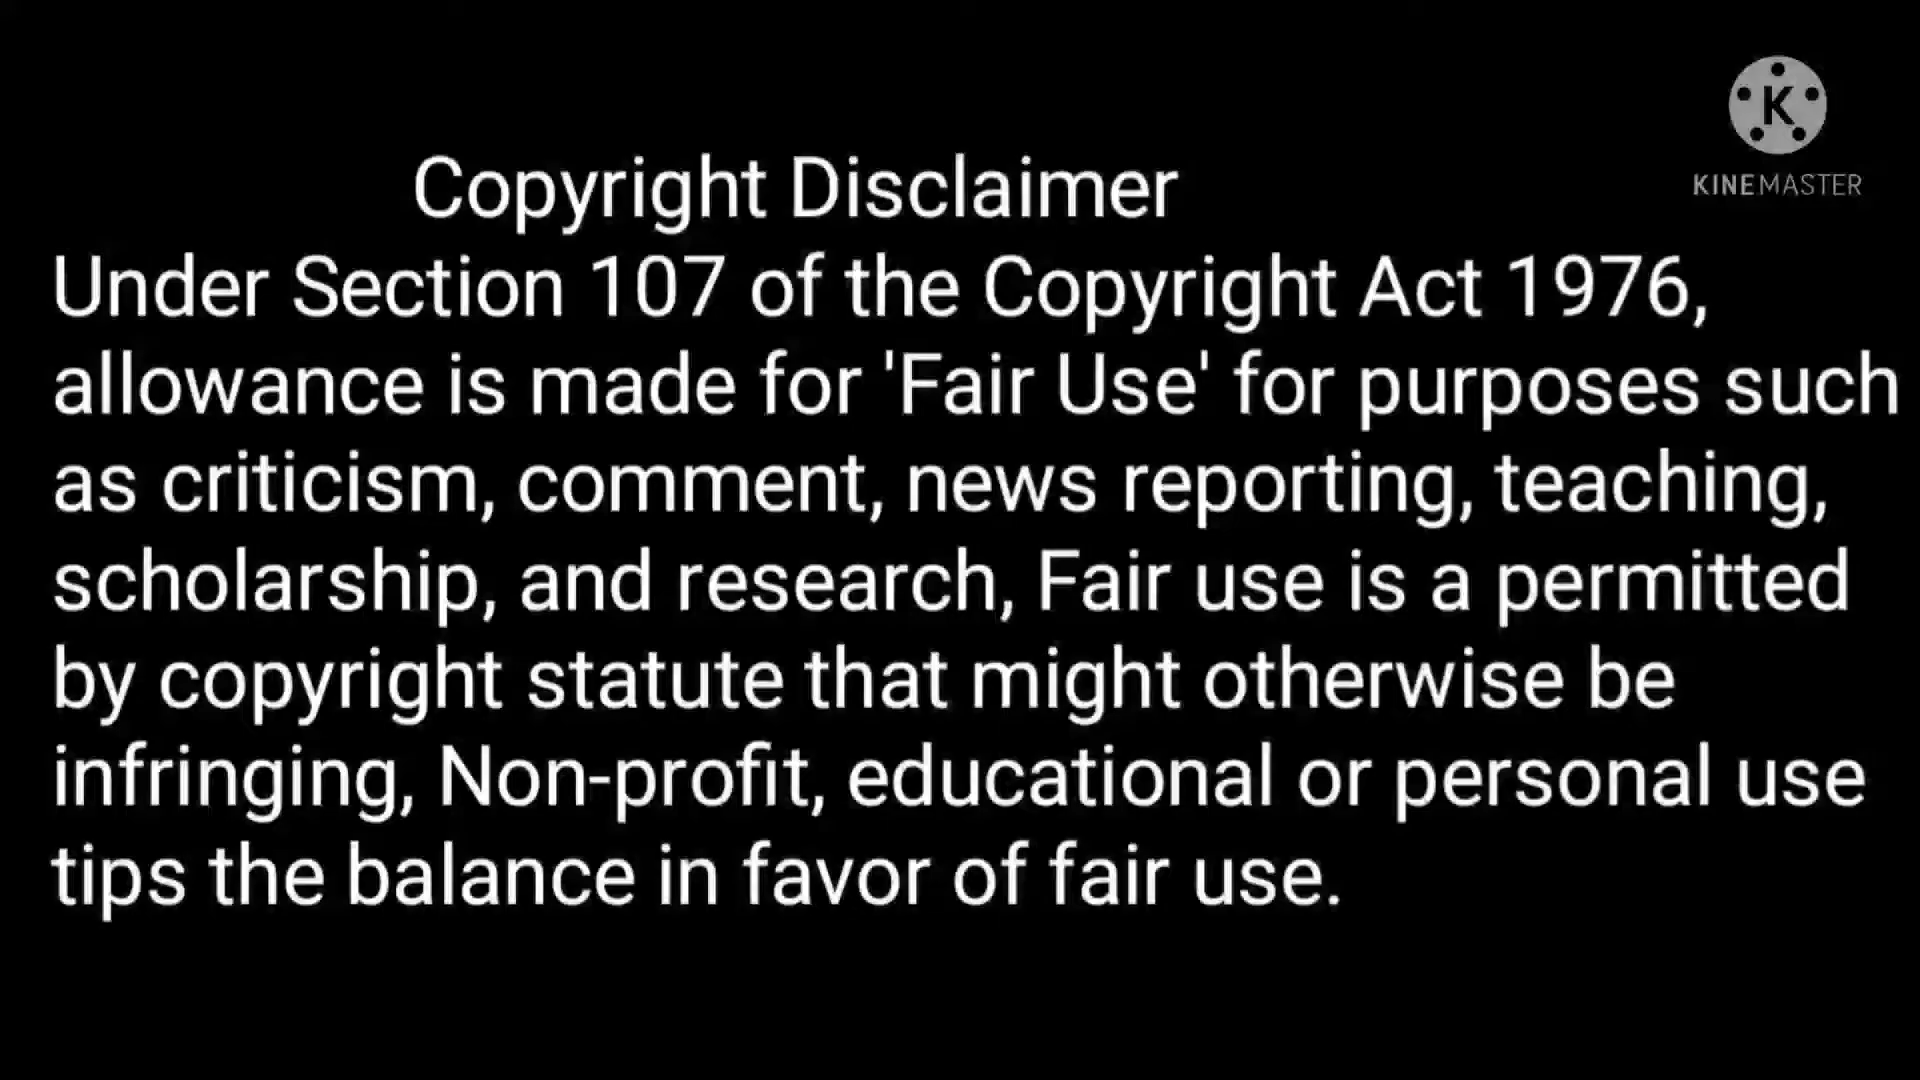 K
KINEMASTER
Copyright Disclaimer
Under Section 107 of the Copyright Act 1976,
allowance is made for 'Fair Use' for purposes such
as criticism, comment, news reporting, teaching,
scholarship, and research, Fair use is a permitted
by copyright statute that might otherwise be
infringing, Non-profit, educational or personal use
tips the balance in favor of fair use.